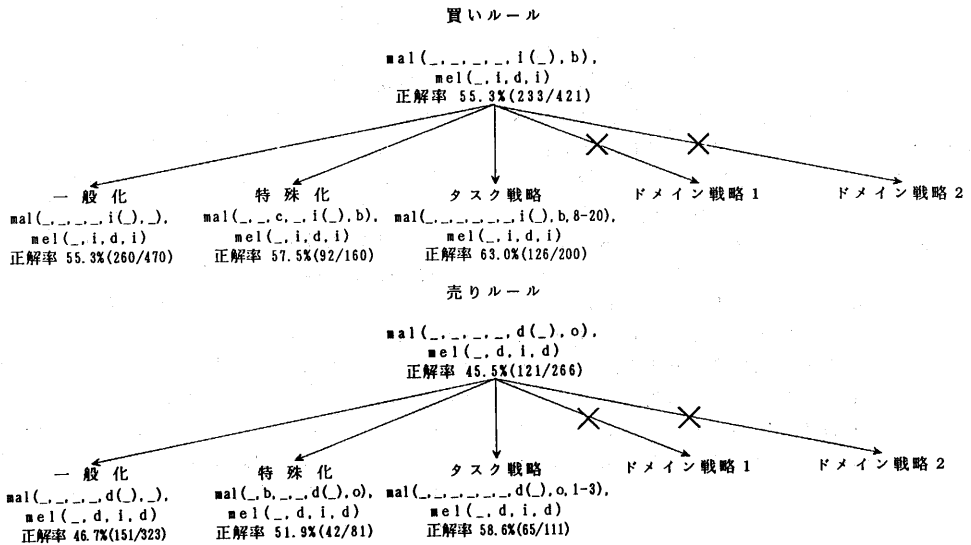 買いルール
mal(_,_,_,_,i(_),b),
mel(_,i,d,i)
正解率 55.3%(233/421)
一般化
mal(_,_,_,_,i(_),_),
mel(_,i,d,i)
正解率 55.3%(260/470)
特殊化
mal(_,_,c,_,i(_),b),
mel(_,i,d,i)
正解率 57.5%(92/160)
タスク戦略
mal(_,_,_,_,_,i(_),b,8-20),
mel(_,i,d,i)
正解率 63.0%(126/200)
ドメイン戦略1
ドメイン戦略2
売りルール
mal(_,_,_,_,d(_),o),
mel(_,d,i,d)
正解率 45.5%(121/266)
一般化
mal(_,_,_,_,d(_),_),
mel(_,d,i,d)
正解率 46.7%(151/323)
特殊化
mal(_,b,_,_,d(_),o),
mel(_,d,i,d)
正解率 51.9%(42/81)
タスク戦略
mal(_,_,_,_,_,d(_),o,1-3),
mel(_,d,i,d)
正解率 58.6%(65/111)
ドメイン戦略1
ドメイン戦略2